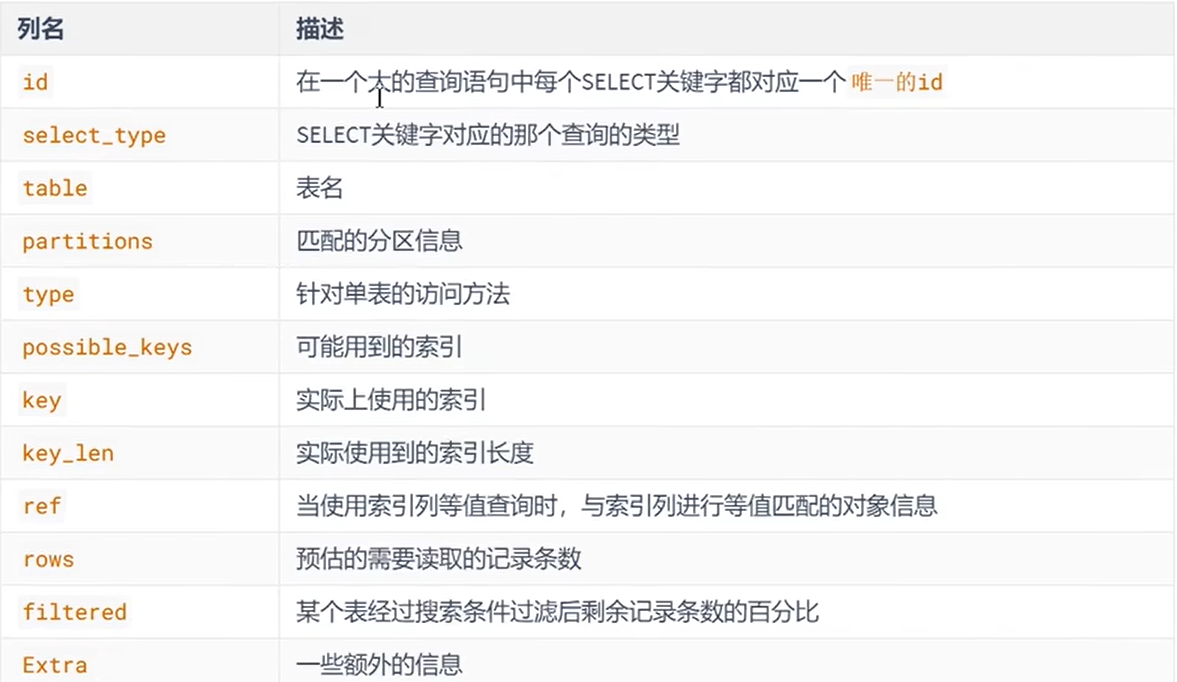 列名 描述
id 在一个大的查询语句中每个SELECT关键字都对应一个 唯一的id
select_type SELECT关键字对应的那个查询的类型
table 表名
partitions 匹配的分区信息
type 针对单表的访问方法
possible_keys 可能用到的索引
key 实际上使用的索引
key_len 实际使用到的索引长度
ref 当使用索引列等值查询时，与索引列进行等值匹配的对象信息
rows 预估的需要读取的记录条数
filtered 某个表经过搜索条件过滤后剩余记录条数的百分比
Extra 一些额外的信息